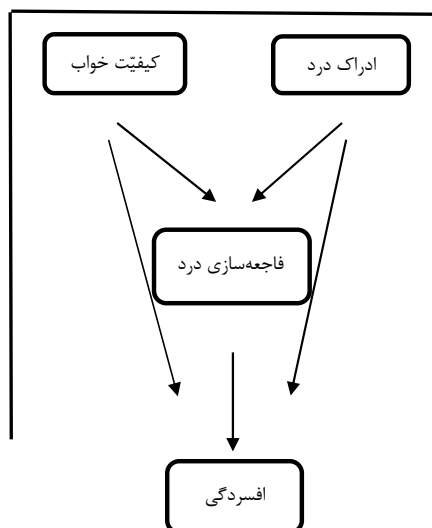 ادراک درد
کیفیّت خواب
فاجعه‌سازی درد
افسردگی